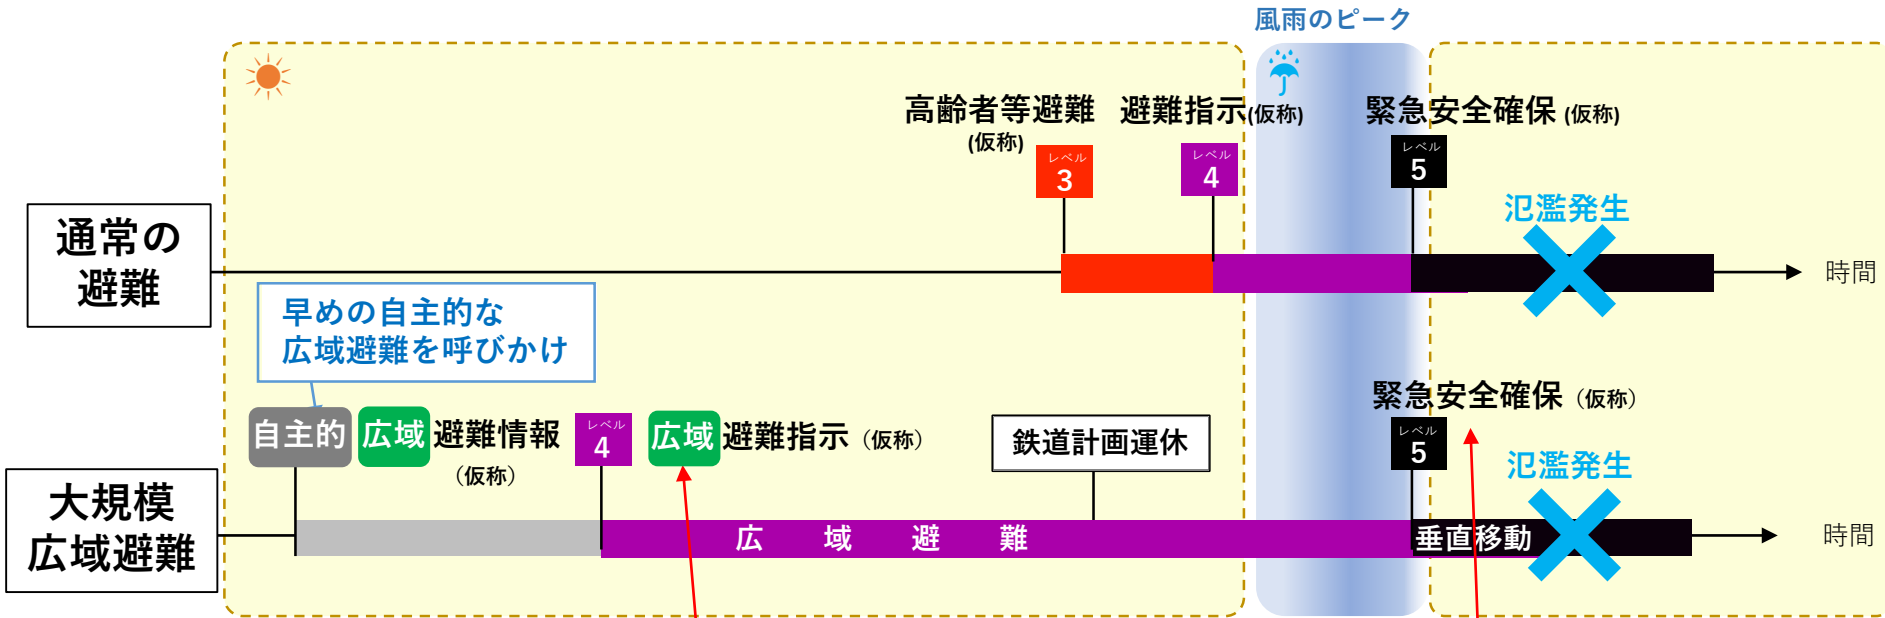 風雨のピーク
高齢者等避難
(仮称)
避難指示(仮称)
緊急安全確保(仮称)
レベル
3
レベル
4
レベル
5
氾濫発生
通常の
避難
時間
早めの自主的な
広域避難を呼びかけ
自主的 広域 避難情報
（仮称）
レベル
4
広域 避難指示（仮称）
鉄道計画運休
緊急安全確保（仮称）
レベル
5
氾濫発生
大規模
広域避難
広域避難
垂直移動
時間